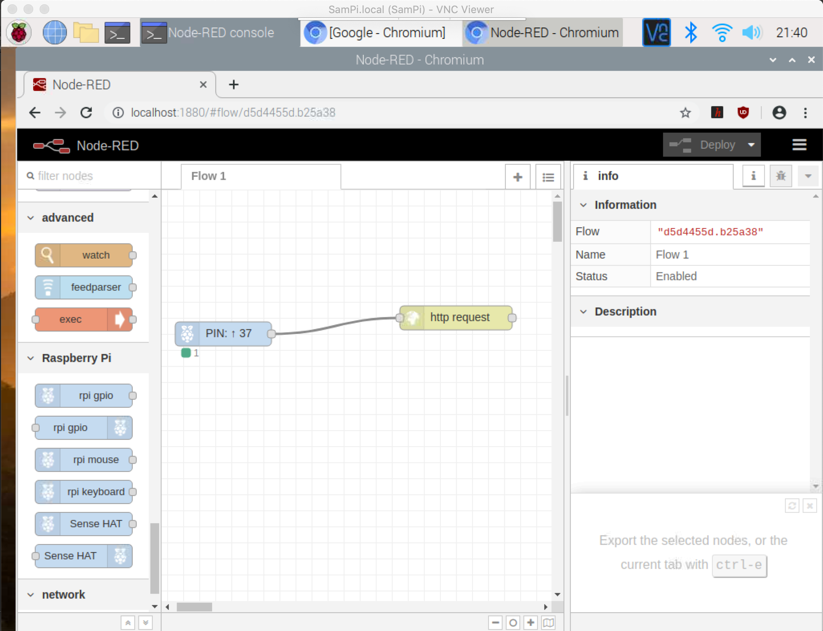 SamPi.local (SamPi) - VNC Viewer
Node-RED console
[Google - Chromium]
Node-RED - Chromium
21:40
Node-RED - Chromium
Node-RED
localhost:1880/#flow/d5d4455d.b25a38
Node-RED
Deploy
filter nodes
Flow 1
info
advanced
watch
feedparser
exec
Raspberry Pi
rpi gpio
rpi gpio
rpi mouse
rpi keyboard
Sense HAT
Sense HAT
network
PIN: ↑ 37
1
http request
Information
Flow "d5d4455d.b25a38"
Name Flow 1
Status Enabled
Description
Export the selected nodes, or the
current tab with ctrl-e